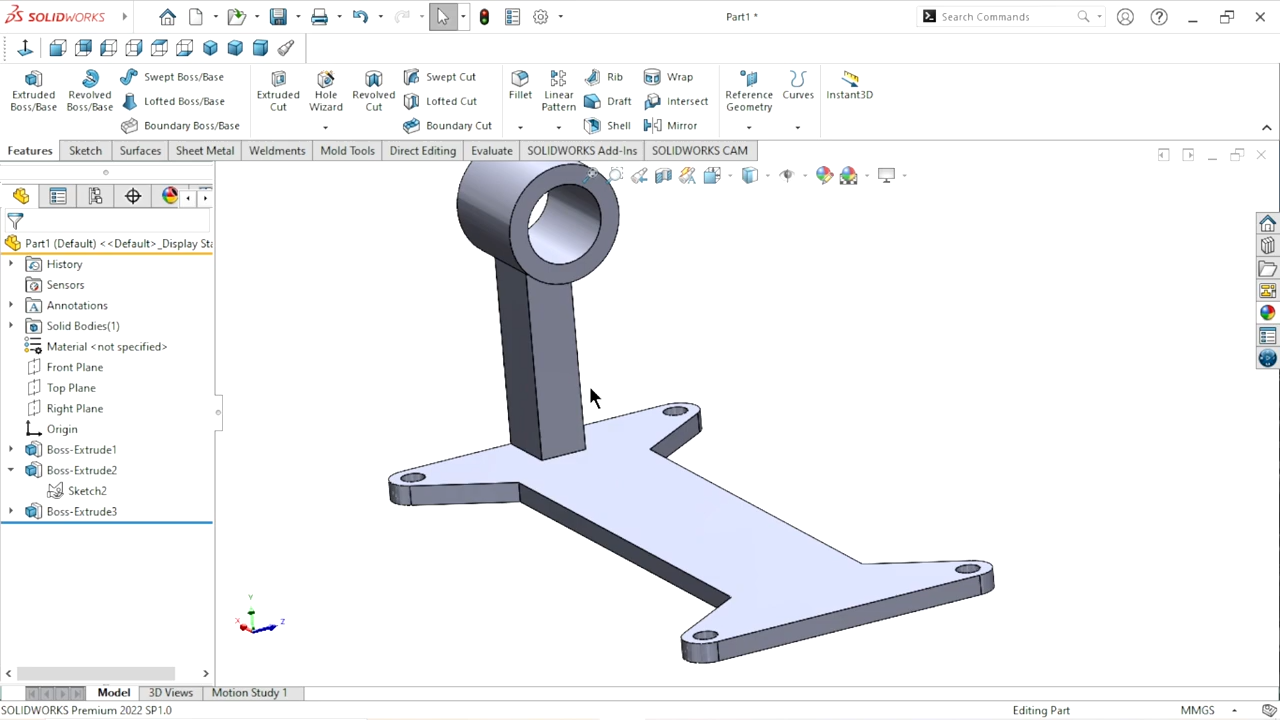 SOLIDWORKS
Part1 *
Search Commands
Extruded Boss/Base
Revolved Boss/Base
Swept Boss/Base
Lofted Boss/Base
Boundary Boss/Base
Extruded Cut
Hole Wizard
Revolved Cut
Swept Cut
Lofted Cut
Boundary Cut
Fillet
Linear Pattern
Rib
Draft
Shell
Wrap
Intersect
Mirror
Reference Geometry
Curves
Instant3D
Features
Sketch
Surfaces
Sheet Metal
Weldments
Mold Tools
Direct Editing
Evaluate
SOLIDWORKS Add-Ins
SOLIDWORKS CAM
Part1 (Default) <<Default>_Display Sta
History
Sensors
Annotations
Solid Bodies(1)
Material <not specified>
Front Plane
Top Plane
Right Plane
Origin
Boss-Extrude1
Boss-Extrude2
Sketch2
Boss-Extrude3
Y
X
Z
Model
3D Views
Motion Study 1
SOLIDWORKS Premium 2022 SP1.0
Editing Part
MMGS